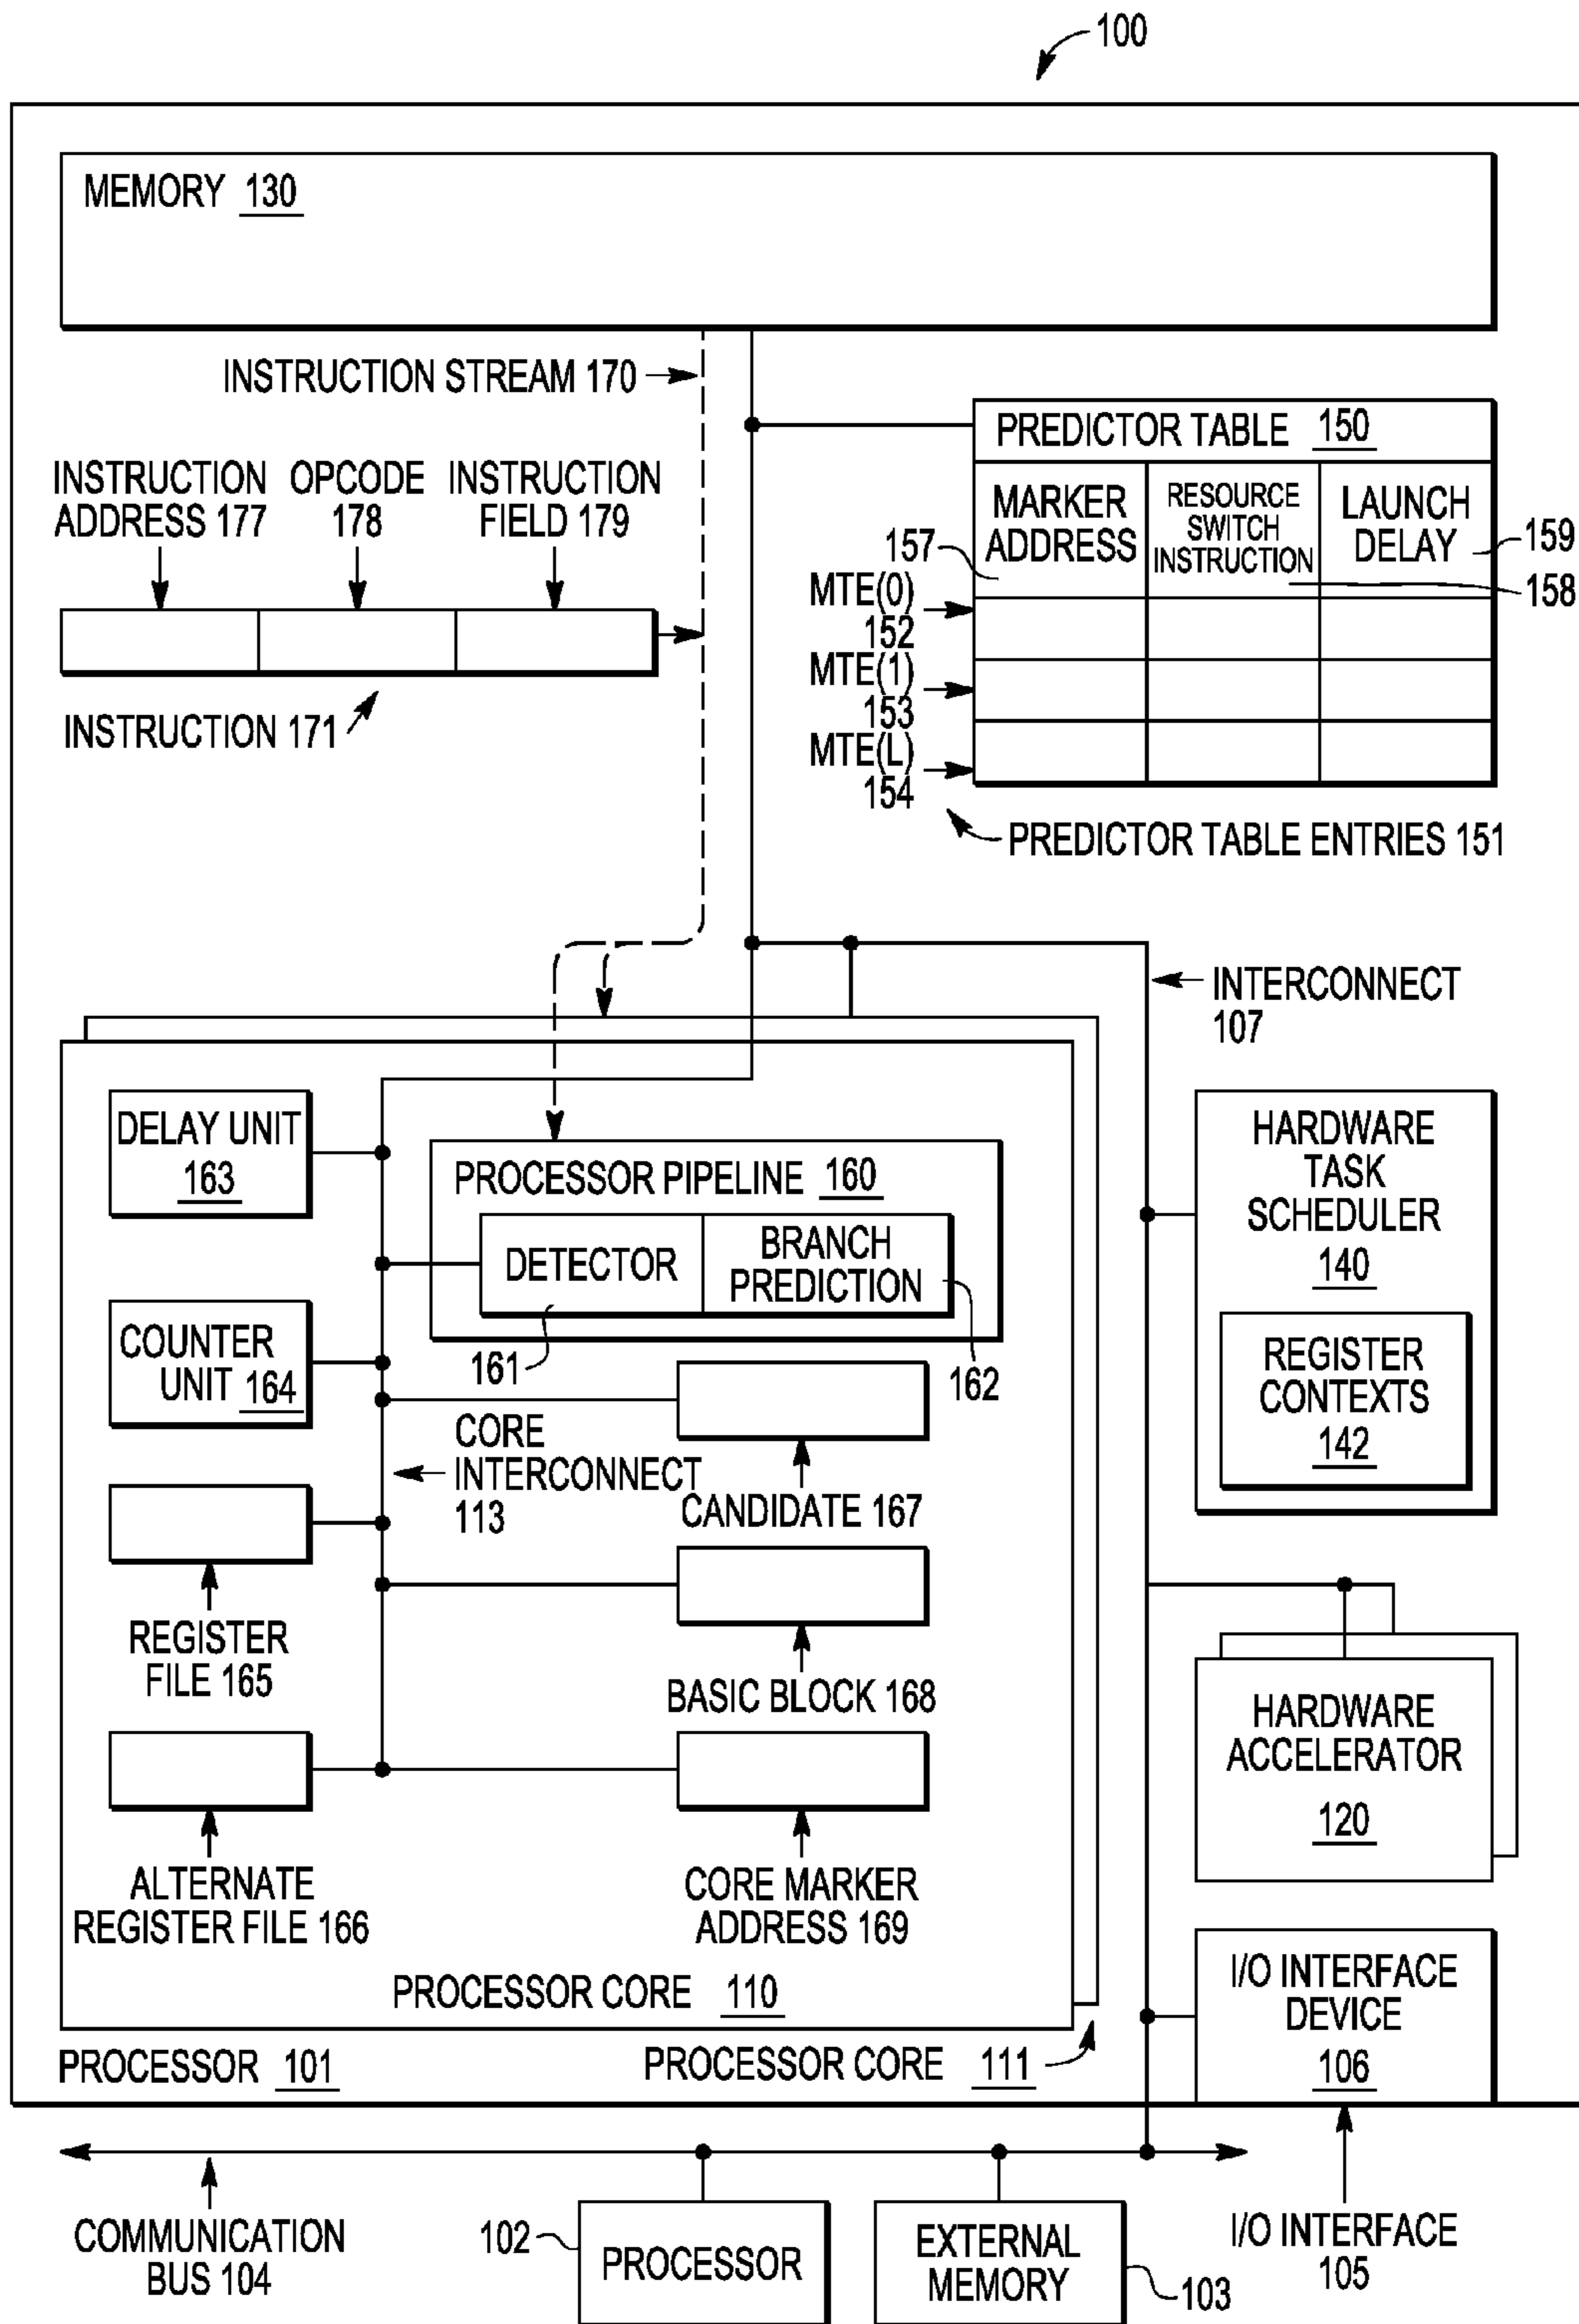 100
MEMORY 130
INSTRUCTION STREAM 170
PREDICTOR TABLE 150
MARKER
ADDRESS
RESOURCE
SWITCH
INSTRUCTION
LAUNCH
DELAY
157
159
158
MTE(0)
152
MTE(1)
153
MTE(L)
154
PREDICTOR TABLE ENTRIES 151
INSTRUCTION
ADDRESS 177
OPCODE
178
INSTRUCTION
FIELD 179
INSTRUCTION 171
INTERCONNECT
107
DELAY UNIT
163
PROCESSOR PIPELINE 160
DETECTOR
BRANCH
PREDICTION
161
162
COUNTER
UNIT 164
CORE
INTERCONNECT
113
CANDIDATE 167
REGISTER
FILE 165
BASIC BLOCK 168
ALTERNATE
REGISTER FILE 166
CORE MARKER
ADDRESS 169
PROCESSOR CORE 110
PROCESSOR 101
PROCESSOR CORE 111
HARDWARE
TASK
SCHEDULER
140
REGISTER
CONTEXTS
142
HARDWARE
ACCELERATOR
120
I/O INTERFACE
DEVICE
106
COMMUNICATION
BUS 104
102
PROCESSOR
EXTERNAL
MEMORY
103
I/O INTERFACE
105